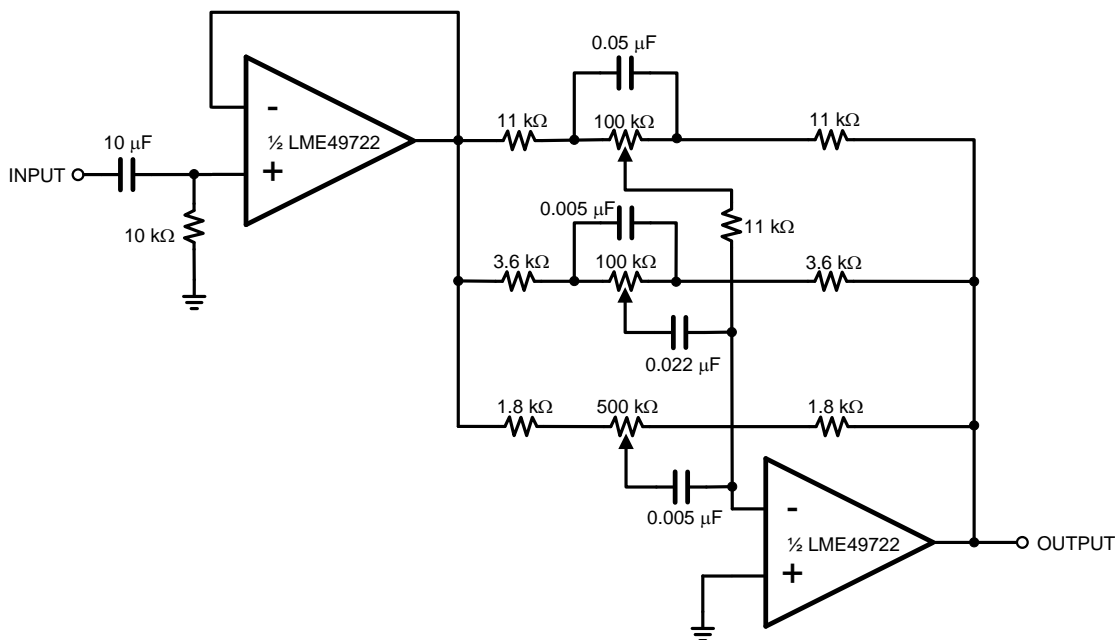 0.05 μF
11 kΩ
100 kΩ
11 kΩ
-
½ LME49722
+
10 μF
INPUT
10 kΩ
0.005 μF
11 kΩ
3.6 kΩ
100 kΩ
3.6 kΩ
0.022 μF
1.8 kΩ
500 kΩ
1.8 kΩ
0.005 μF
-
½ LME49722
+
OUTPUT